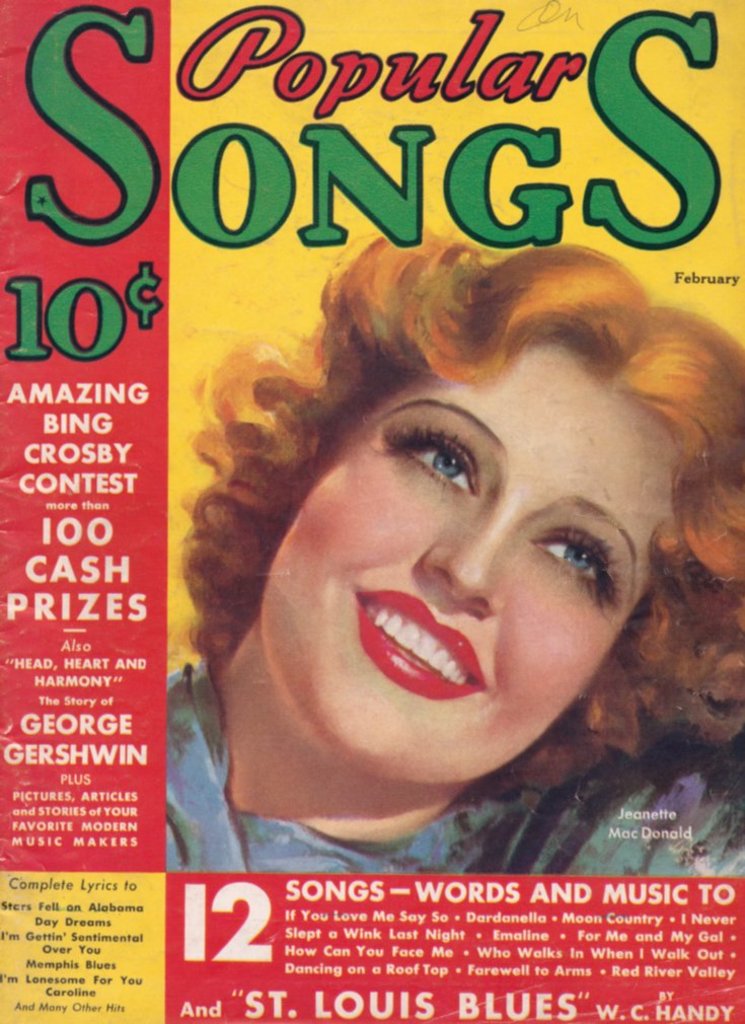 Popular
SONGS
10¢
February
AMAZING
BING
CROSBY
CONTEST
more than
100
CASH
PRIZES
Also
"HEAD, HEART AND
HARMONY"
The Story of
GEORGE
GERSHWIN
PLUS
PICTURES, ARTICLES
and STORIES of YOUR
FAVORITE MODERN
MUSIC MAKERS
Jeanette
MacDonald
Complete Lyrics to
Stars Fell on Alabama
Day Dreams
I'm Gettin' Sentimental
Over You
Memphis Blues
I'm Lonesome For You
Caroline
And Many Other Hits
12 SONGS—WORDS AND MUSIC TO
If You Love Me Say So • Dardanella • Moon Country • I Never
Slept a Wink Last Night • Emaline • For Me and My Gal •
How Can You Face Me • Who Walks In When I Walk Out •
Dancing on a Roof Top • Farewell to Arms • Red River Valley
And "ST. LOUIS BLUES" BY W. C. HANDY